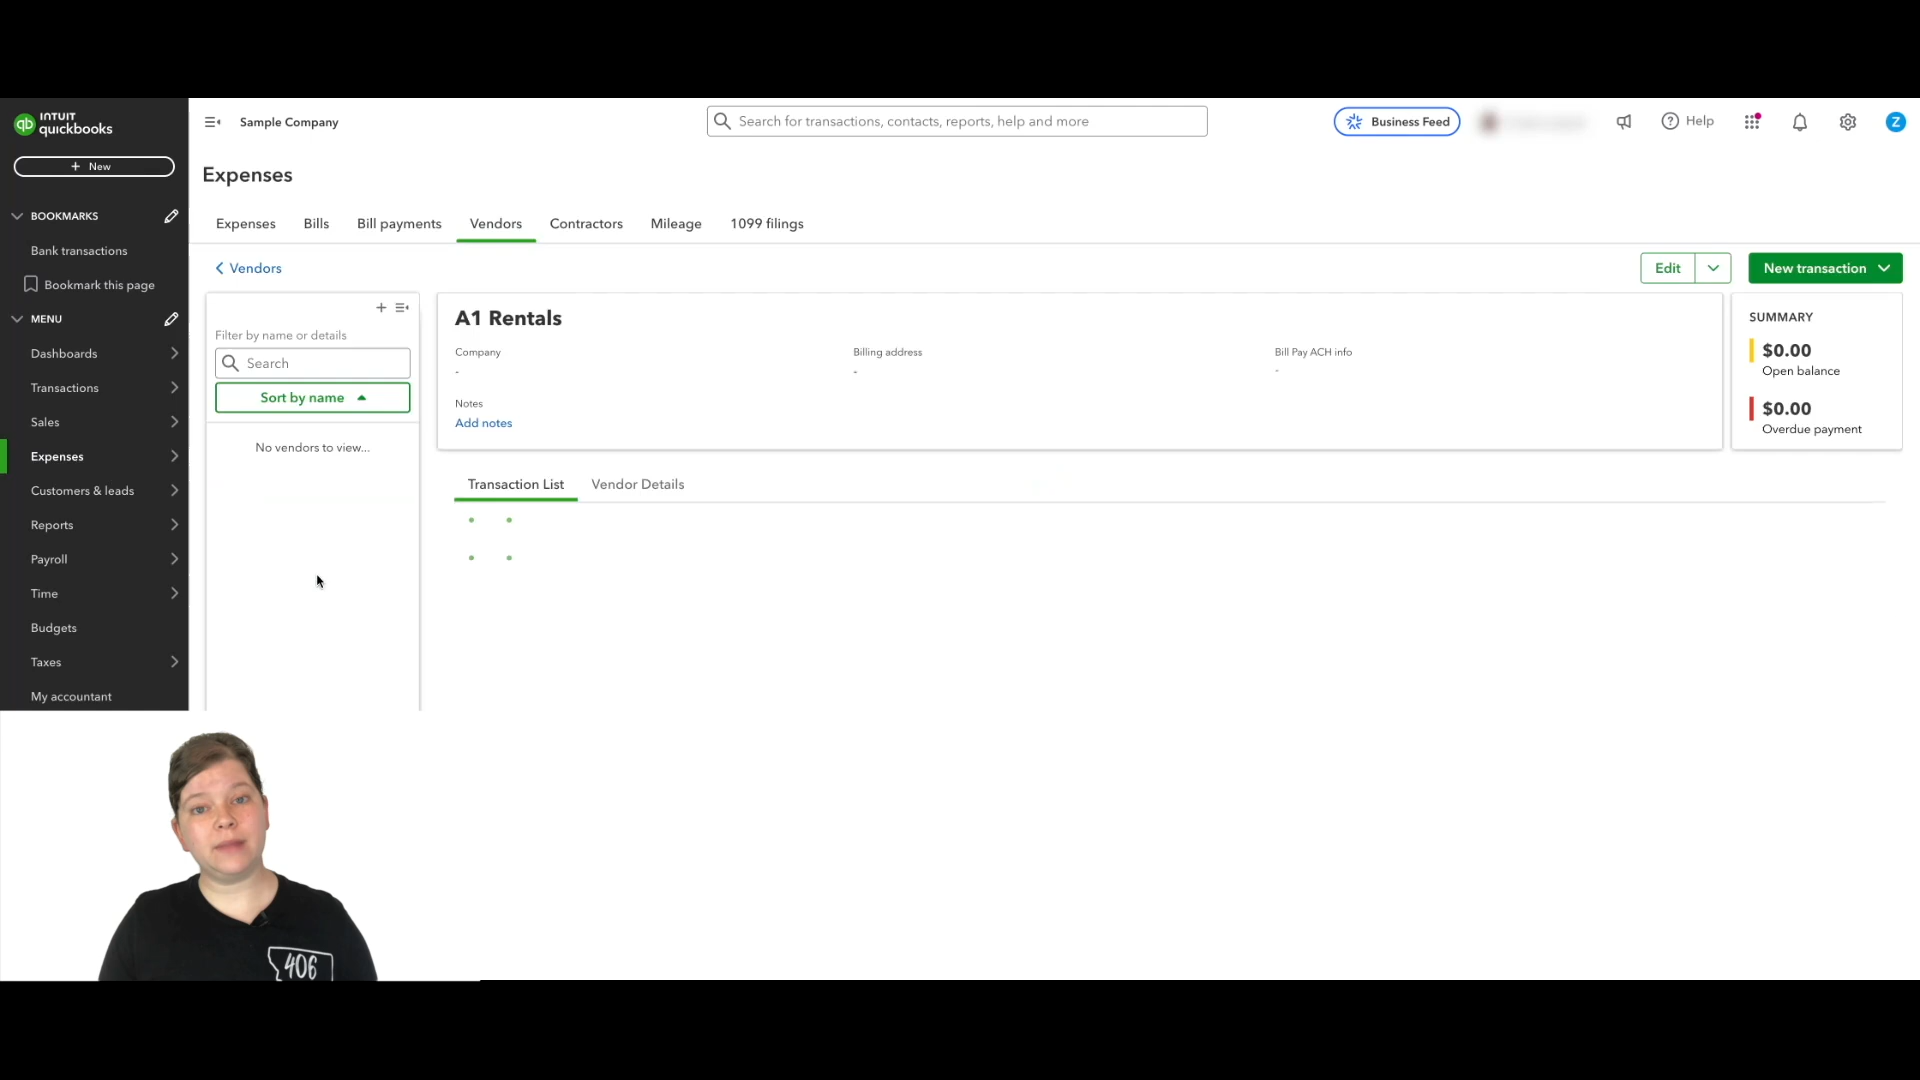 INTUIT
quickbooks
qb
Sample Company
Search for transactions, contacts, reports, help and more
Business Feed
Help
Z
+ New
BOOKMARKS
Bank transactions
Bookmark this page
MENU
Dashboards
Transactions
Sales
Expenses
Customers & leads
Reports
Payroll
Time
Budgets
Taxes
My accountant
Expenses
Expenses Bills Bill payments Vendors Contractors Mileage 1099 filings
Vendors
Edit
New transaction
Filter by name or details
Search
Sort by name
No vendors to view...
A1 Rentals
Company Billing address Bill Pay ACH info
- - -
Notes
Add notes
SUMMARY
$0.00
Open balance
$0.00
Overdue payment
Transaction List Vendor Details
406